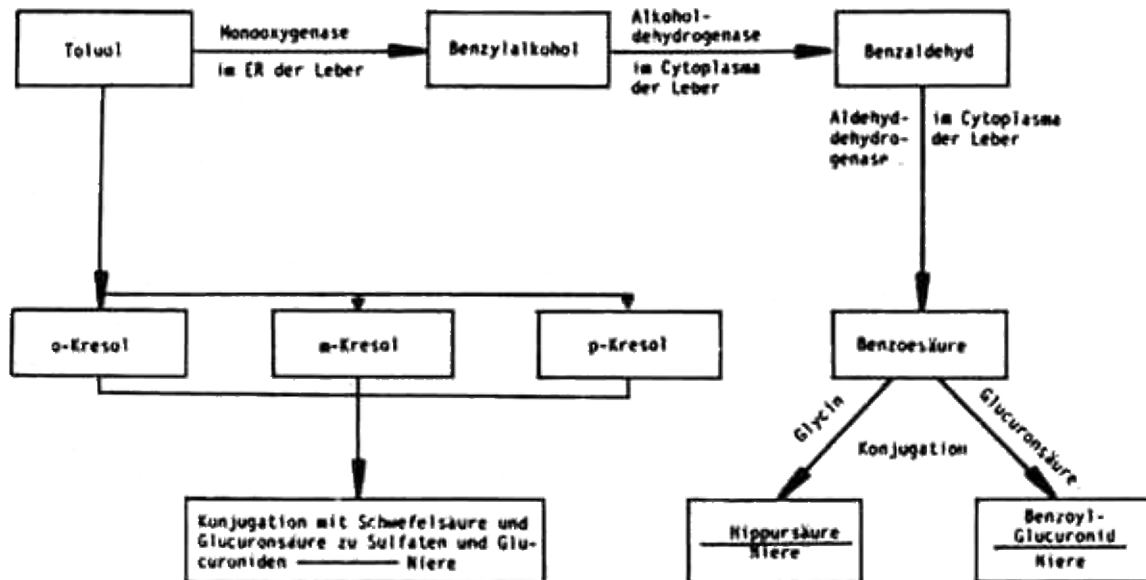 Toluol
Monooxygenase
im ER der Leber
Benzylalkohol
Alkohol-
dehydrogenase
im Cytoplasma
der Leber
Benzaldehyd
Aldehyd-
dehydro-
genase
im Cytoplasma
der Leber
o-Kresol
m-Kresol
p-Kresol
Benzoesäure
Glycin
Konjugation
Glucuronsäure
Kunjugation mit Schwefelsäure und
Glucuronsäure zu Sulfaten und Glu-
curoniden ——— Niere
Hippursäure
Niere
Benzoyl-
Glucuronid
Niere